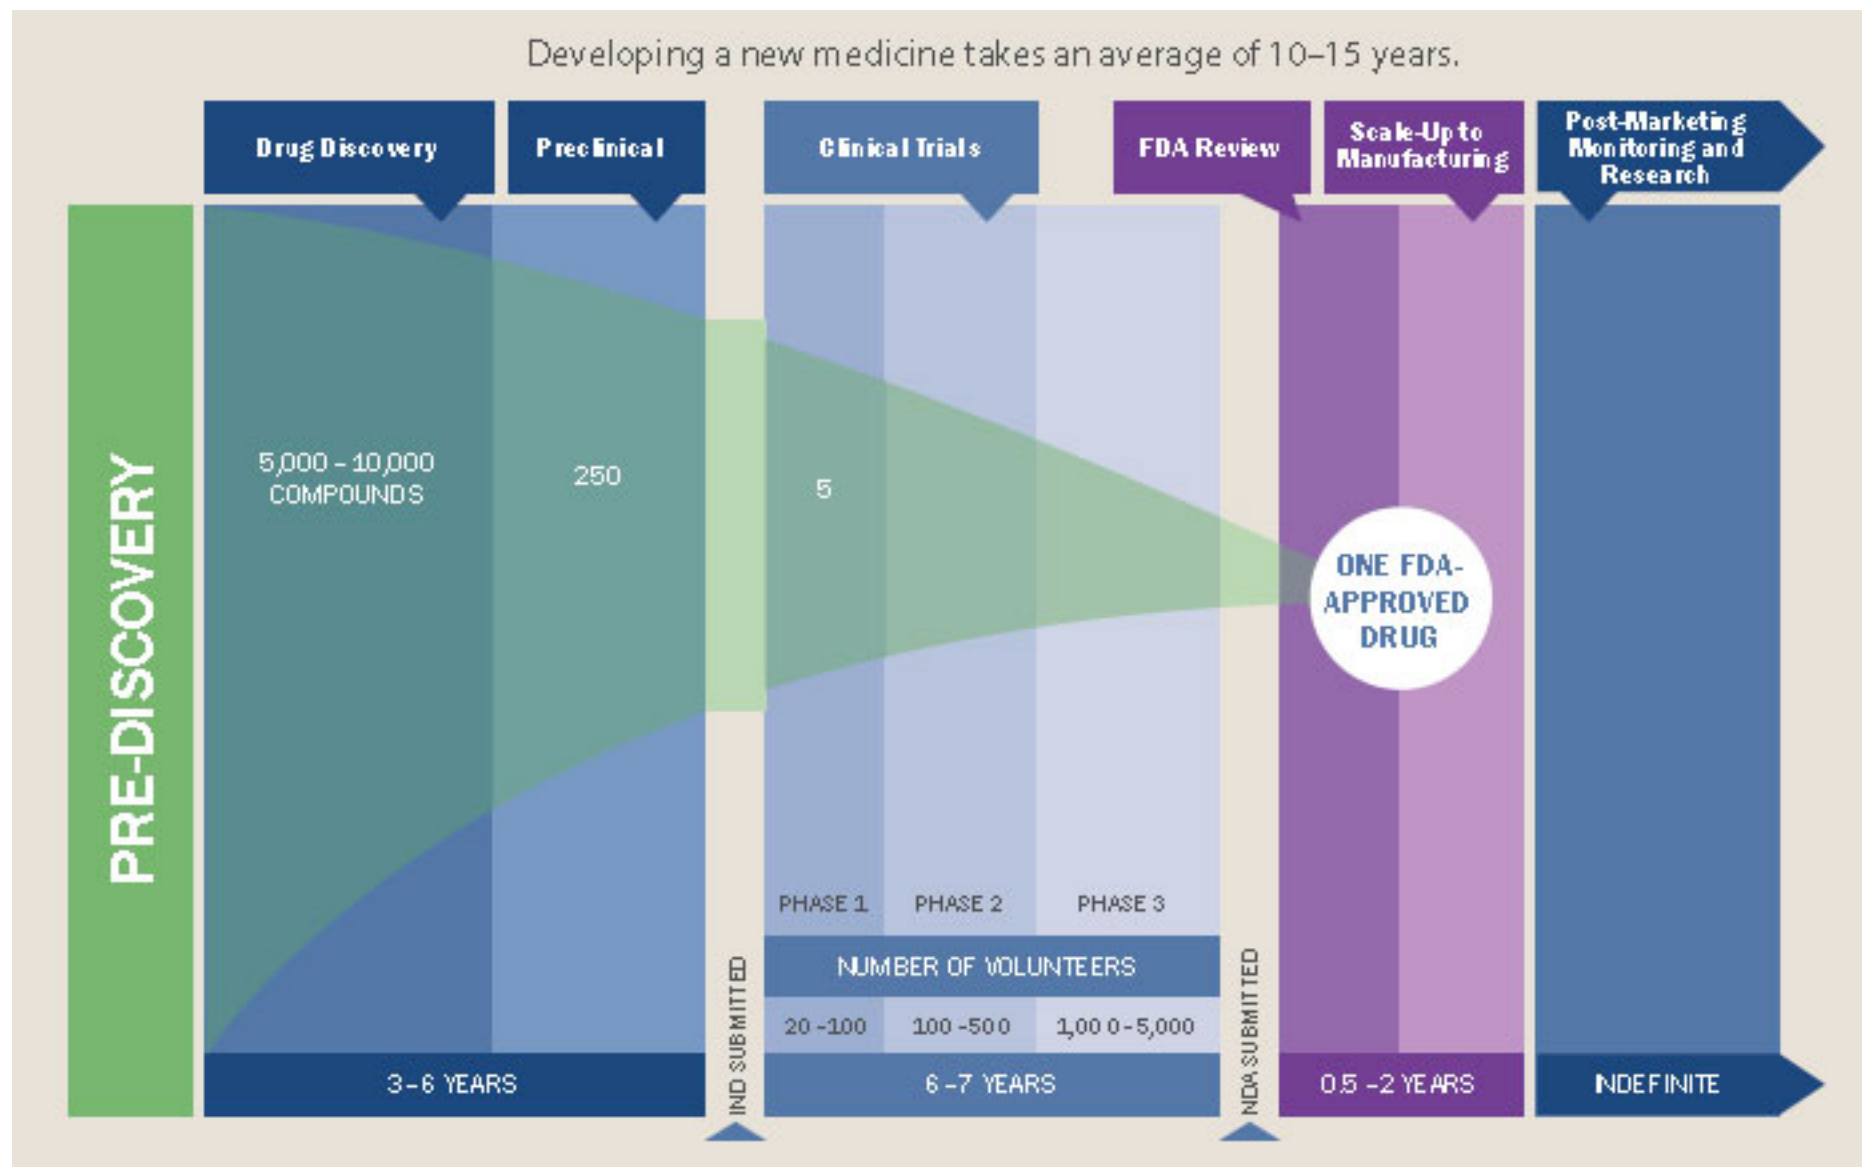 Developing a new medicine takes an average of 10–15 years.
Drug Discovery
Preclinical
Clinical Trials
FDA Review
Scale-Up to
Manufacturing
Post-Marketing
Monitoring and
Research
PRE-DISCOVERY
5,000 – 10,000
COMPOUNDS
250
5
ONE FDA-
APPROVED
DRUG
PHASE 1
PHASE 2
PHASE 3
NUMBER OF VOLUNTEERS
20 –100
100 –500
1,000–5,000
IND SUBMITTED
NDA SUBMITTED
3 – 6 YEARS
6 – 7 YEARS
0.5 – 2 YEARS
INDEFINITE